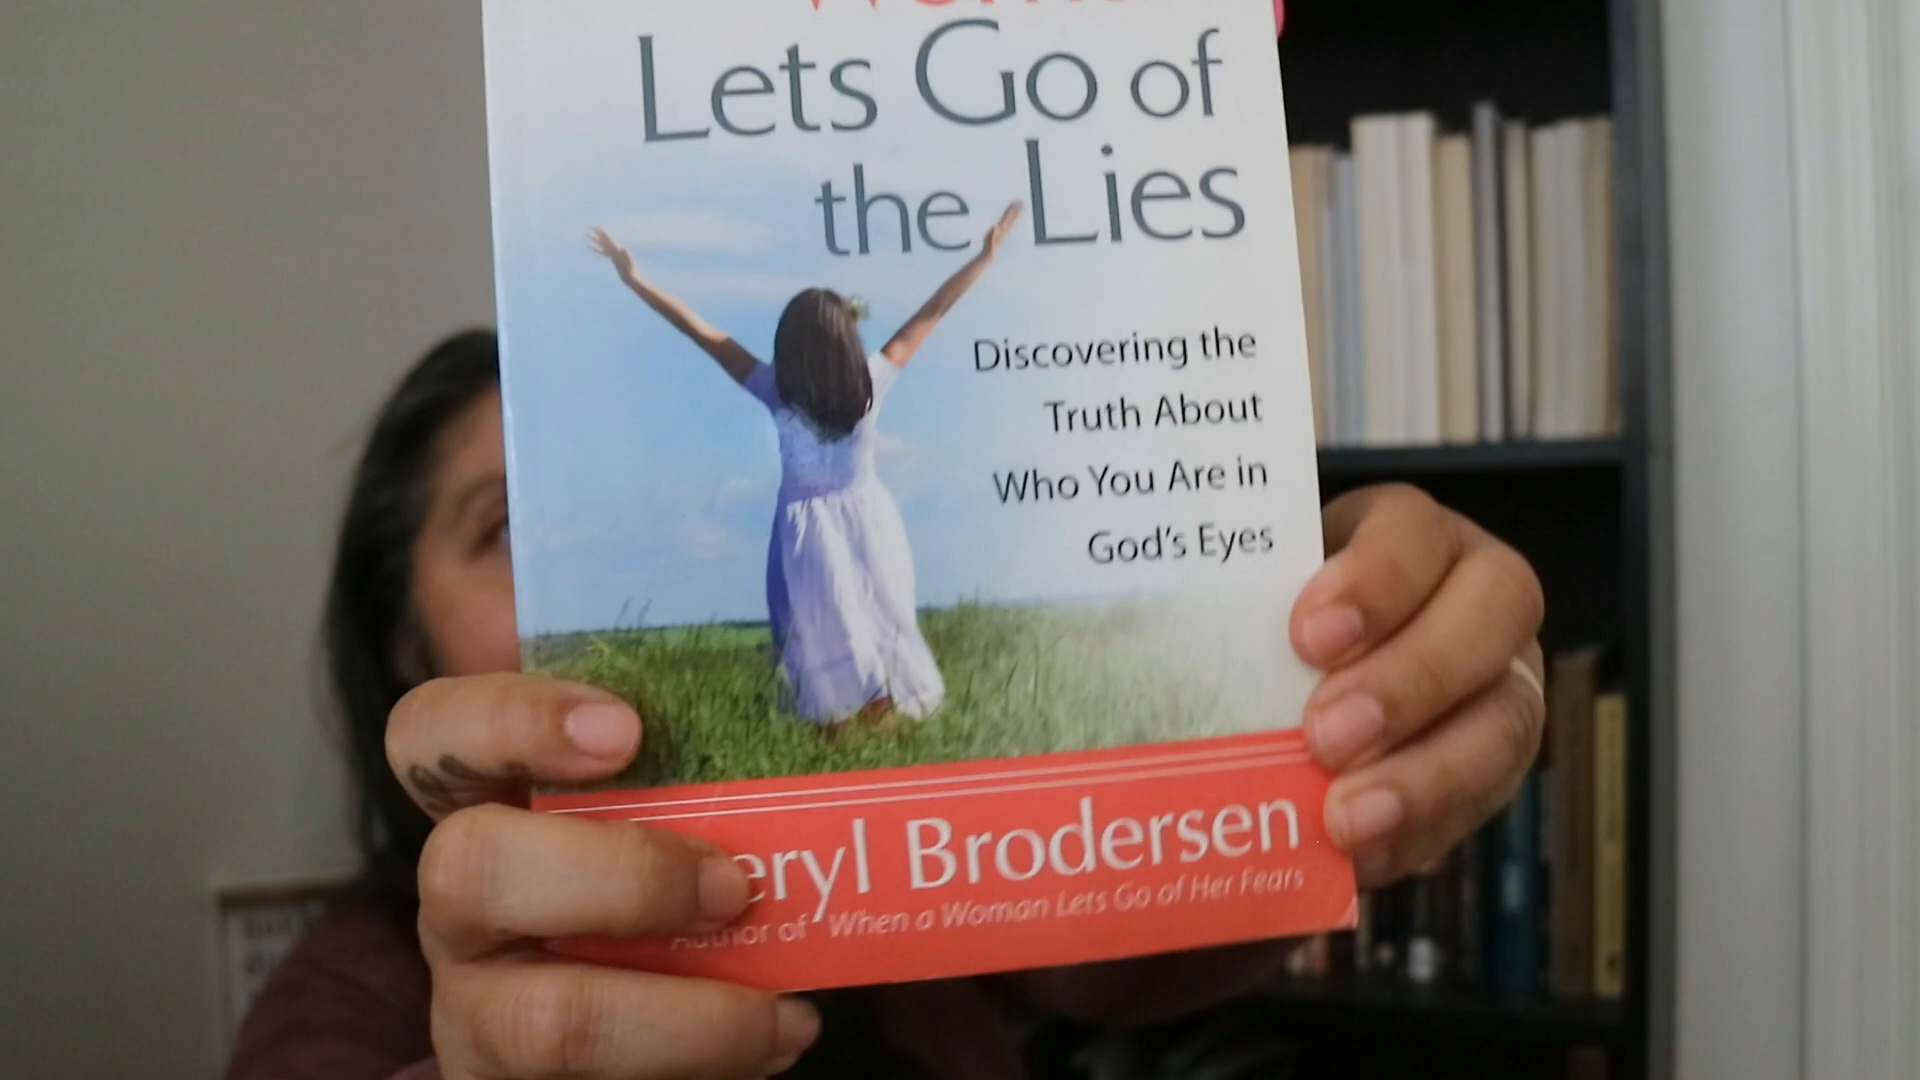 Lets Go of
the Lies
Discovering the
Truth About
Who You Are in
God's Eyes
eryl Brodersen
Author of When a Woman Lets Go of Her Fears